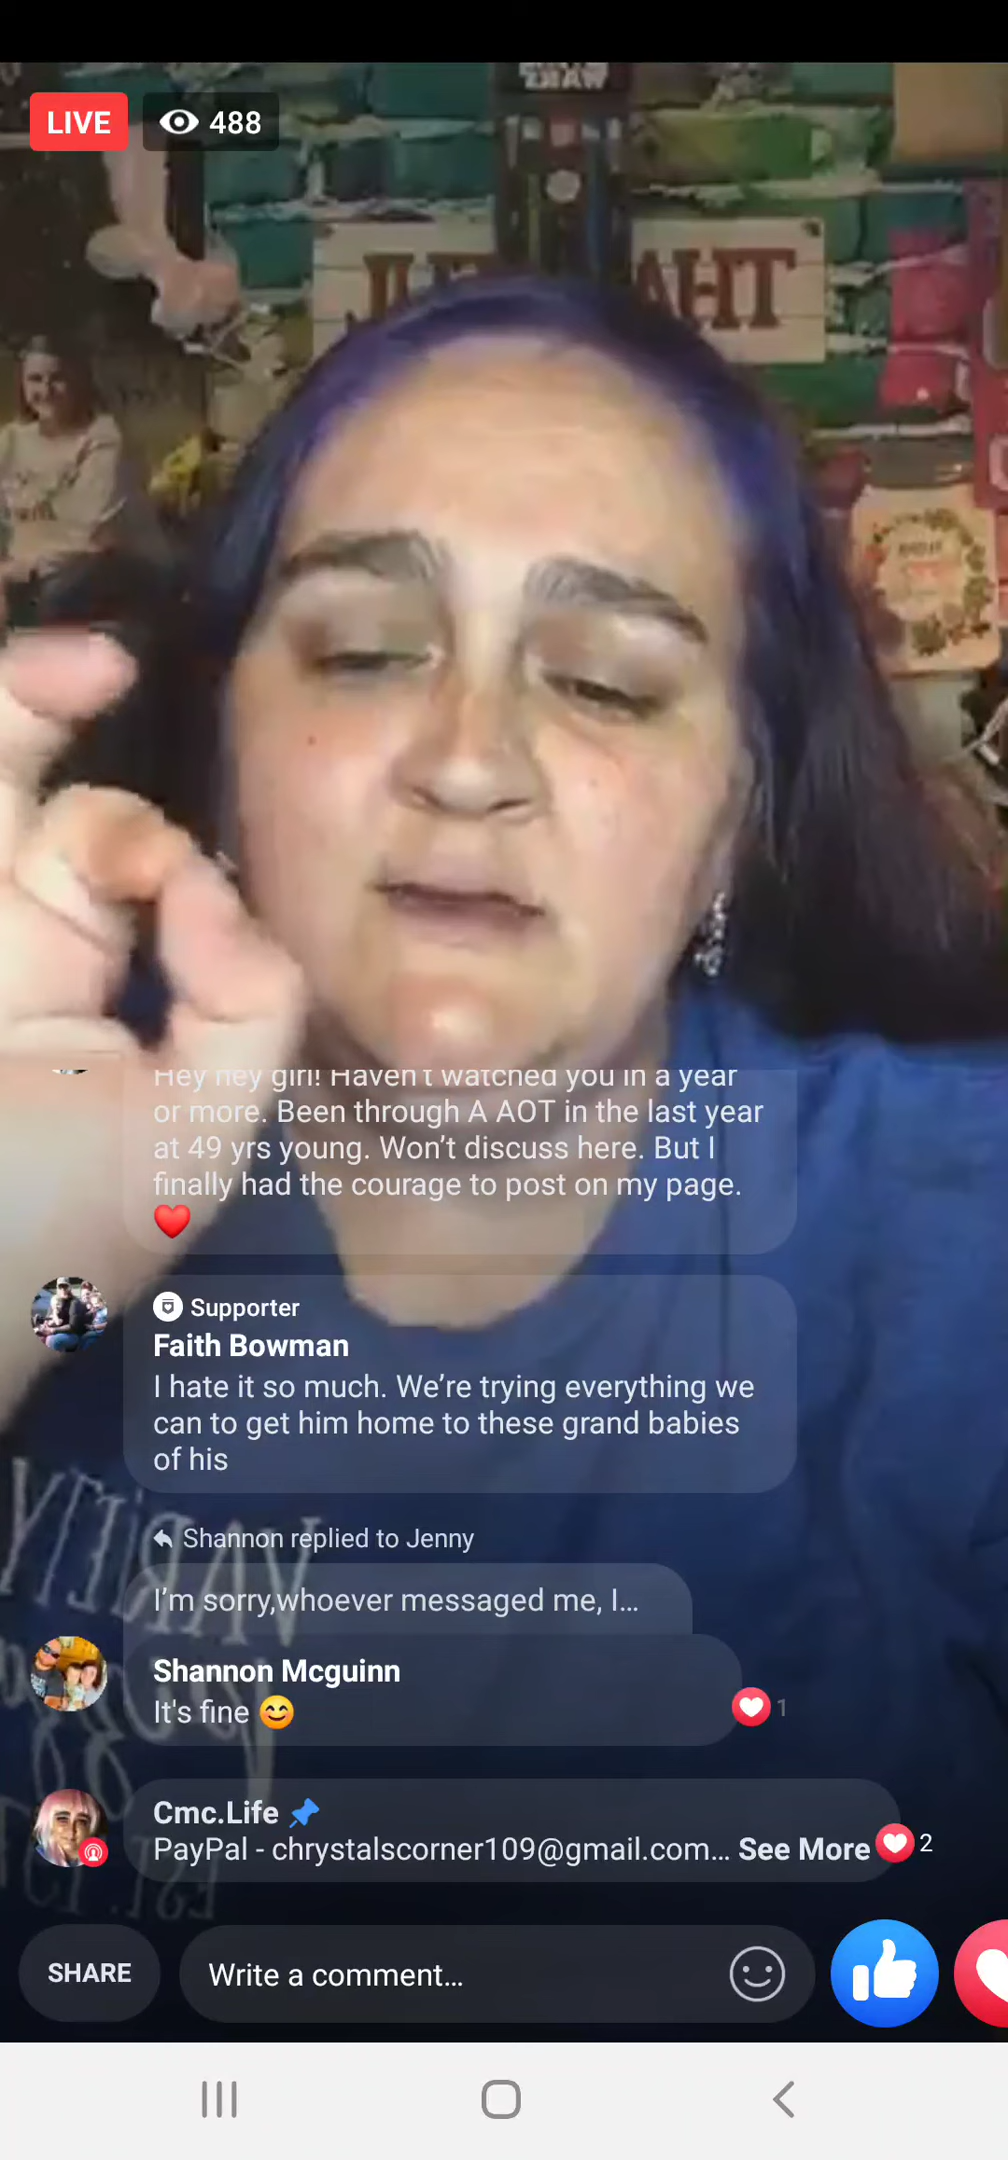 LIVE
488
Hey hey girl! Haven't watched you in a year
or more. Been through A AOT in the last year
at 49 yrs young. Won't discuss here. But I
finally had the courage to post on my page.
❤️
Supporter
Faith Bowman
I hate it so much. We're trying everything we
can to get him home to these grand babies
of his
Shannon replied to Jenny
I'm sorry,whoever messaged me, I...
Shannon Mcguinn
It's fine 😊
1
Cmc.Life 📌
PayPal - chrystalscorner109@gmail.com... See More
2
SHARE
Write a comment...